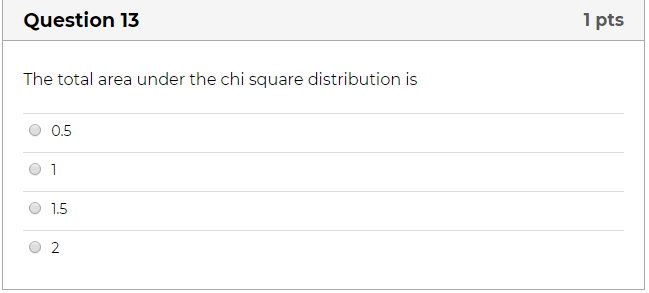 Question 13 1 pts
The total area under the chi square distribution is
0.5
1
1.5
2